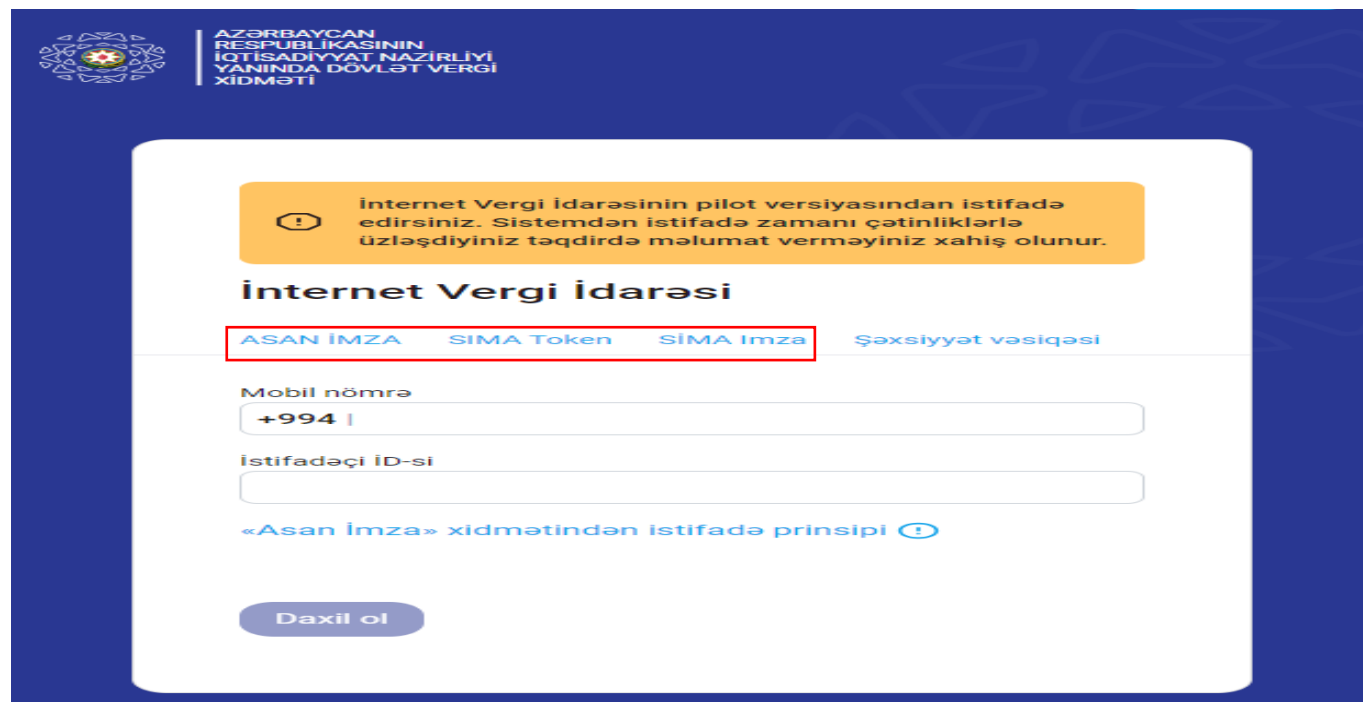 AZƏRBAYCAN
RESPUBLİKASININ
İQTİSADİYYAT NAZİRLİYİ
YANINDA DÖVLƏT VERGİ
XİDMƏTİ
İnternet Vergi İdarəsinin pilot versiyasından istifadə
edirsiniz. Sistemdən istifadə zamanı çətinliklərlə
üzləşdiyiniz təqdirdə məlumat verməyiniz xahiş olunur.
İnternet Vergi İdarəsi
ASAN İMZA SIMA Token SİMA Imza Şəxsiyyət vəsiqəsi
Mobil nömrə
+994 |
İstifadəçi İD-si
«Asan İmza» xidmətindən istifadə prinsipi
Daxil ol